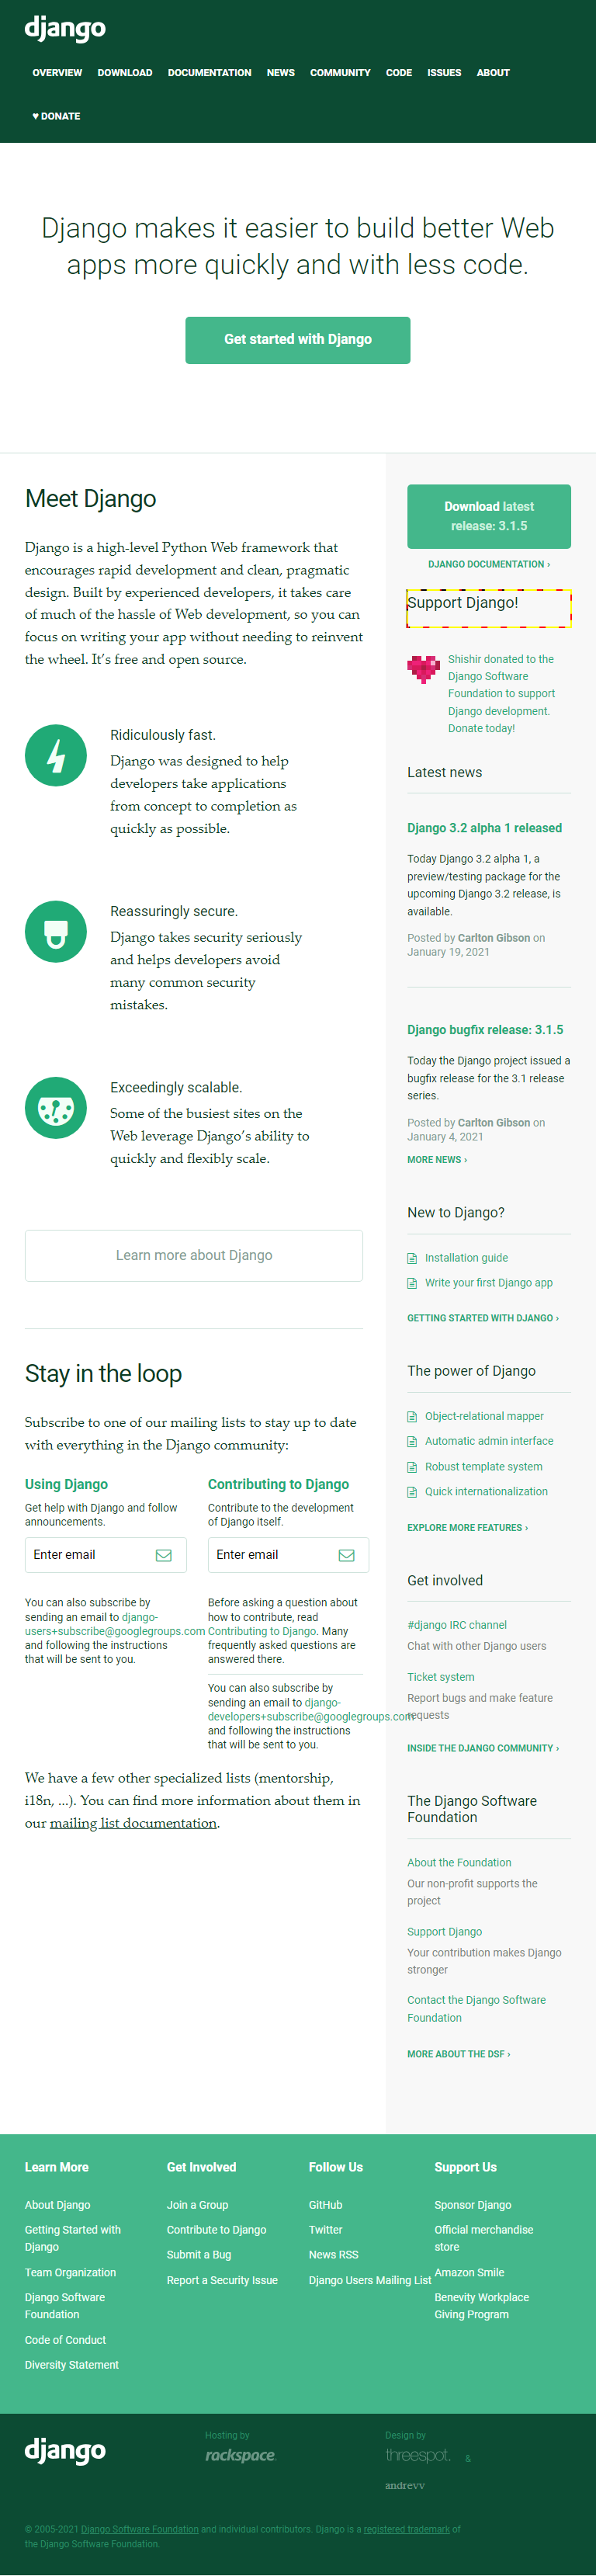 django
OVERVIEW DOWNLOAD DOCUMENTATION NEWS COMMUNITY CODE ISSUES ABOUT
♥ DONATE
Django makes it easier to build better Web
apps more quickly and with less code.
Get started with Django
Meet Django
Django is a high-level Python Web framework that
encourages rapid development and clean, pragmatic
design. Built by experienced developers, it takes care
of much of the hassle of Web development, so you can
focus on writing your app without needing to reinvent
the wheel. It’s free and open source.
Ridiculously fast.
Django was designed to help
developers take applications
from concept to completion as
quickly as possible.
Reassuringly secure.
Django takes security seriously
and helps developers avoid
many common security
mistakes.
Exceedingly scalable.
Some of the busiest sites on the
Web leverage Django’s ability to
quickly and flexibly scale.
Learn more about Django
Stay in the loop
Subscribe to one of our mailing lists to stay up to date
with everything in the Django community:
Using Django
Get help with Django and follow
announcements.
Enter email
You can also subscribe by
sending an email to django-
users+subscribe@googlegroups.com
and following the instructions
that will be sent to you.
Contributing to Django
Contribute to the development
of Django itself.
Enter email
Before asking a question about
how to contribute, read
Contributing to Django. Many
frequently asked questions are
answered there.
You can also subscribe by
sending an email to django-
developers+subscribe@googlegroups.com
and following the instructions
that will be sent to you.
We have a few other specialized lists (mentorship,
i18n, ...). You can find more information about them in
our mailing list documentation.
Download latest
release: 3.1.5
DJANGO DOCUMENTATION ›
Support Django!
Shishir donated to the
Django Software
Foundation to support
Django development.
Donate today!
Latest news
Django 3.2 alpha 1 released
Today Django 3.2 alpha 1, a
preview/testing package for the
upcoming Django 3.2 release, is
available.
Posted by Carlton Gibson on
January 19, 2021
Django bugfix release: 3.1.5
Today the Django project issued a
bugfix release for the 3.1 release
series.
Posted by Carlton Gibson on
January 4, 2021
MORE NEWS ›
New to Django?
Installation guide
Write your first Django app
GETTING STARTED WITH DJANGO ›
The power of Django
Object-relational mapper
Automatic admin interface
Robust template system
Quick internationalization
EXPLORE MORE FEATURES ›
Get involved
#django IRC channel
Chat with other Django users
Ticket system
Report bugs and make feature
requests
INSIDE THE DJANGO COMMUNITY ›
The Django Software
Foundation
About the Foundation
Our non-profit supports the
project
Support Django
Your contribution makes Django
stronger
Contact the Django Software
Foundation
MORE ABOUT THE DSF ›
Learn More
About Django
Getting Started with
Django
Team Organization
Django Software
Foundation
Code of Conduct
Diversity Statement
Get Involved
Join a Group
Contribute to Django
Submit a Bug
Report a Security Issue
Follow Us
GitHub
Twitter
News RSS
Django Users Mailing List
Support Us
Sponsor Django
Official merchandise
store
Amazon Smile
Benevity Workplace
Giving Program
django
Hosting by
rackspace.
Design by
threespot. &
andrevv
© 2005-2021 Django Software Foundation and individual contributors. Django is a registered trademark of
the Django Software Foundation.